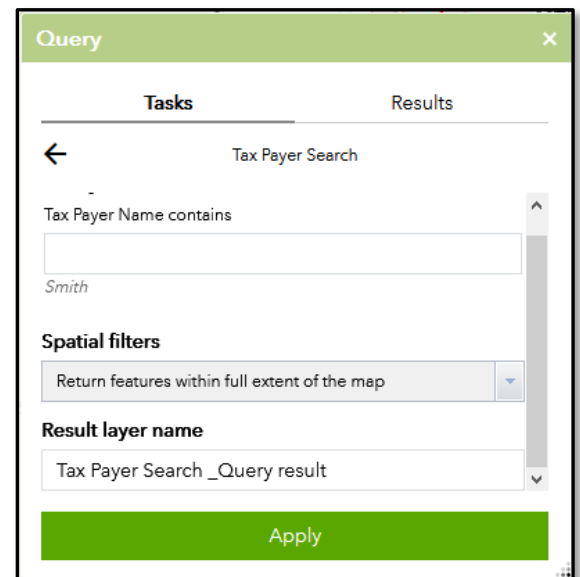 Query
Tasks Results
Tax Payer Search
Tax Payer Name contains
Smith
Spatial filters
Return features within full extent of the map
Result layer name
Tax Payer Search _Query result
Apply